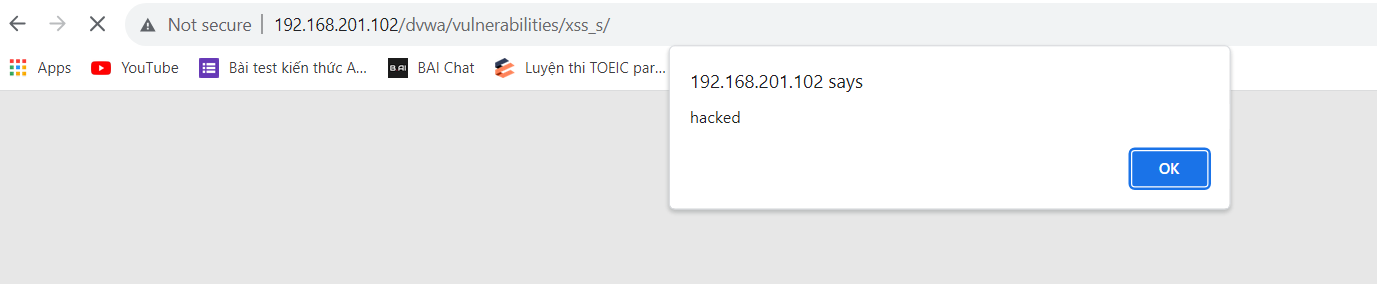 Not secure 192.168.201.102/dvwa/vulnerabilities/xss_s/
Apps YouTube Bài test kiến thức A... BAI BAI Chat Luyện thi TOEIC par...
192.168.201.102 says
hacked
OK